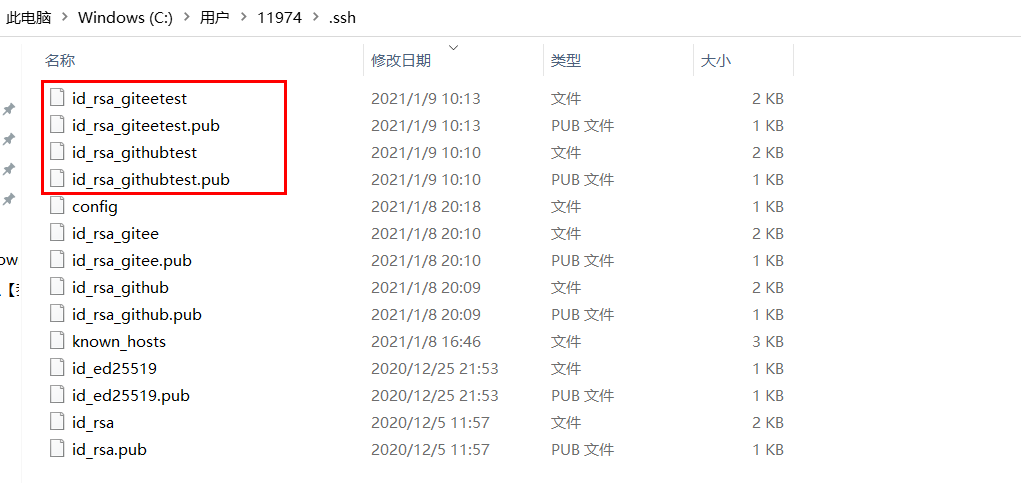 此电脑 > Windows (C:) > 用户 > 11974 > .ssh
名称 修改日期 类型 大小
id_rsa_giteetest 2021/1/9 10:13 文件 2 KB
id_rsa_giteetest.pub 2021/1/9 10:13 PUB 文件 1 KB
id_rsa_githubtest 2021/1/9 10:10 文件 2 KB
id_rsa_githubtest.pub 2021/1/9 10:10 PUB 文件 1 KB
config 2021/1/8 20:18 文件 1 KB
id_rsa_gitee 2021/1/8 20:10 文件 2 KB
ow
id_rsa_gitee.pub 2021/1/8 20:10 PUB 文件 1 KB
id_rsa_github 2021/1/8 20:09 文件 2 KB
id_rsa_github.pub 2021/1/8 20:09 PUB 文件 1 KB
known_hosts 2021/1/8 16:46 文件 3 KB
id_ed25519 2020/12/25 21:53 文件 1 KB
id_ed25519.pub 2020/12/25 21:53 PUB 文件 1 KB
id_rsa 2020/12/5 11:57 文件 2 KB
id_rsa.pub 2020/12/5 11:57 PUB 文件 1 KB